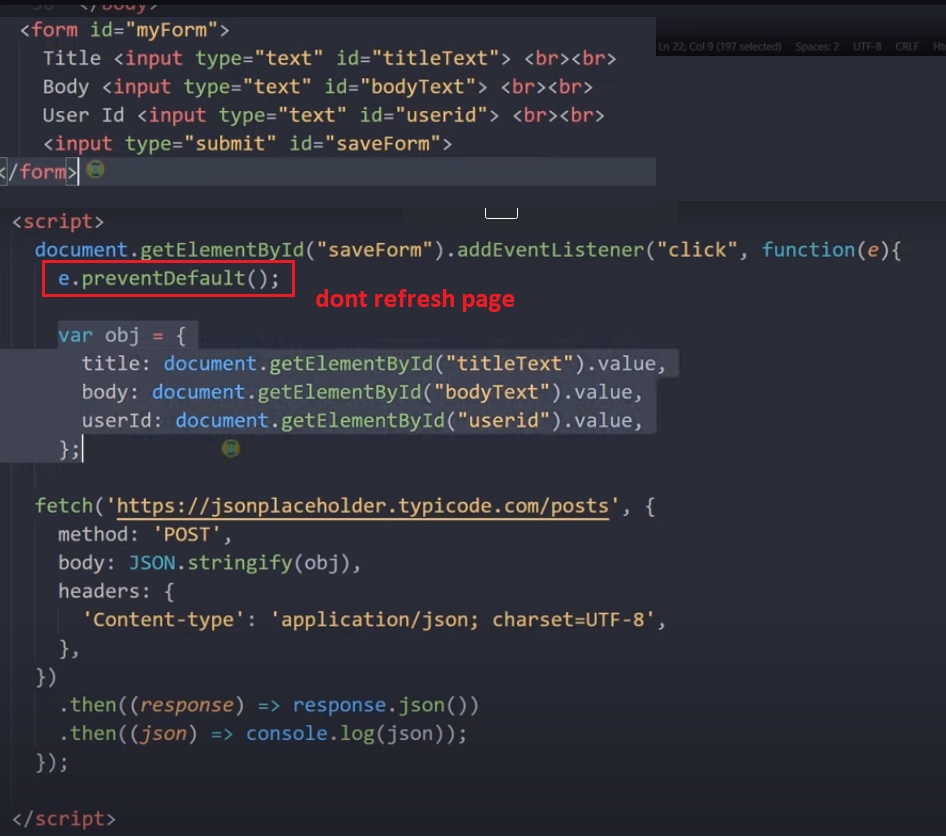 </body>
<form id="myForm">
Title <input type="text" id="titleText"> <br><br>
Ln 22, Col 9 (197 selected) Spaces: 2 UTF-8 CRLF
Body <input type="text" id="bodyText"> <br><br>
User Id <input type="text" id="userid"> <br><br>
<input type="submit" id="saveForm">
</form>
<script>
document.getElementById("saveForm").addEventListener("click", function(e){
e.preventDefault();
dont refresh page
var obj = {
title: document.getElementById("titleText").value,
body: document.getElementById("bodyText").value,
userId: document.getElementById("userid").value,
};
fetch('https://jsonplaceholder.typicode.com/posts', {
method: 'POST',
body: JSON.stringify(obj),
headers: {
'Content-type': 'application/json; charset=UTF-8',
},
})
.then((response) => response.json())
.then((json) => console.log(json));
});
</script>